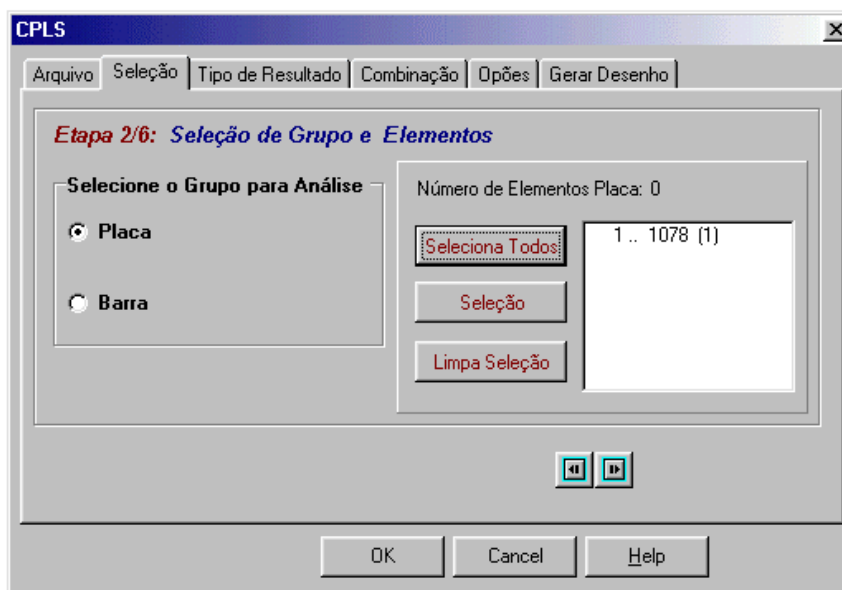 CPLS
Arquivo Seleção Tipo de Resultado Combinação Opões Gerar Desenho
Etapa 2/6: Seleção de Grupo e Elementos
Selecione o Grupo para Análise
Placa
Barra
Número de Elementos Placa: 0
Seleciona Todos
Seleção
Limpa Seleção
1 .. 1078 (1)
OK Cancel Help